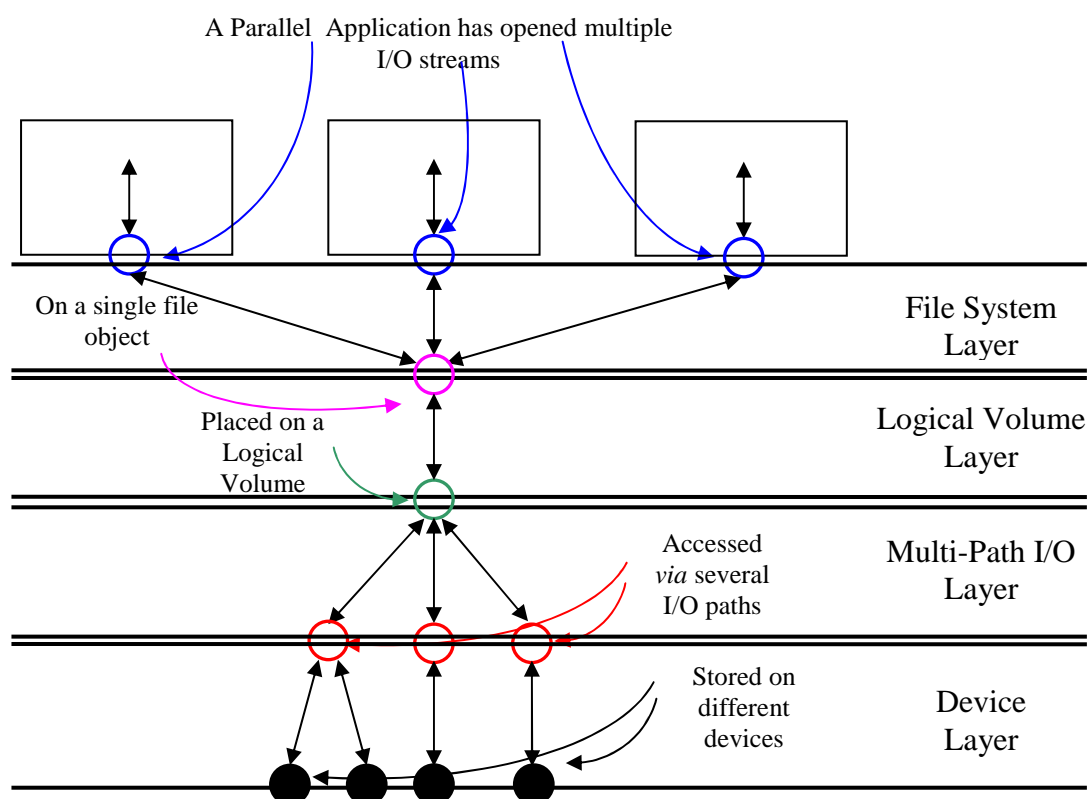 A Parallel Application has opened multiple
I/O streams
On a single file
object
File System
Layer
Placed on a
Logical
Volume
Logical Volume
Layer
Accessed
via several
I/O paths
Multi-Path I/O
Layer
Stored on
different
devices
Device
Layer